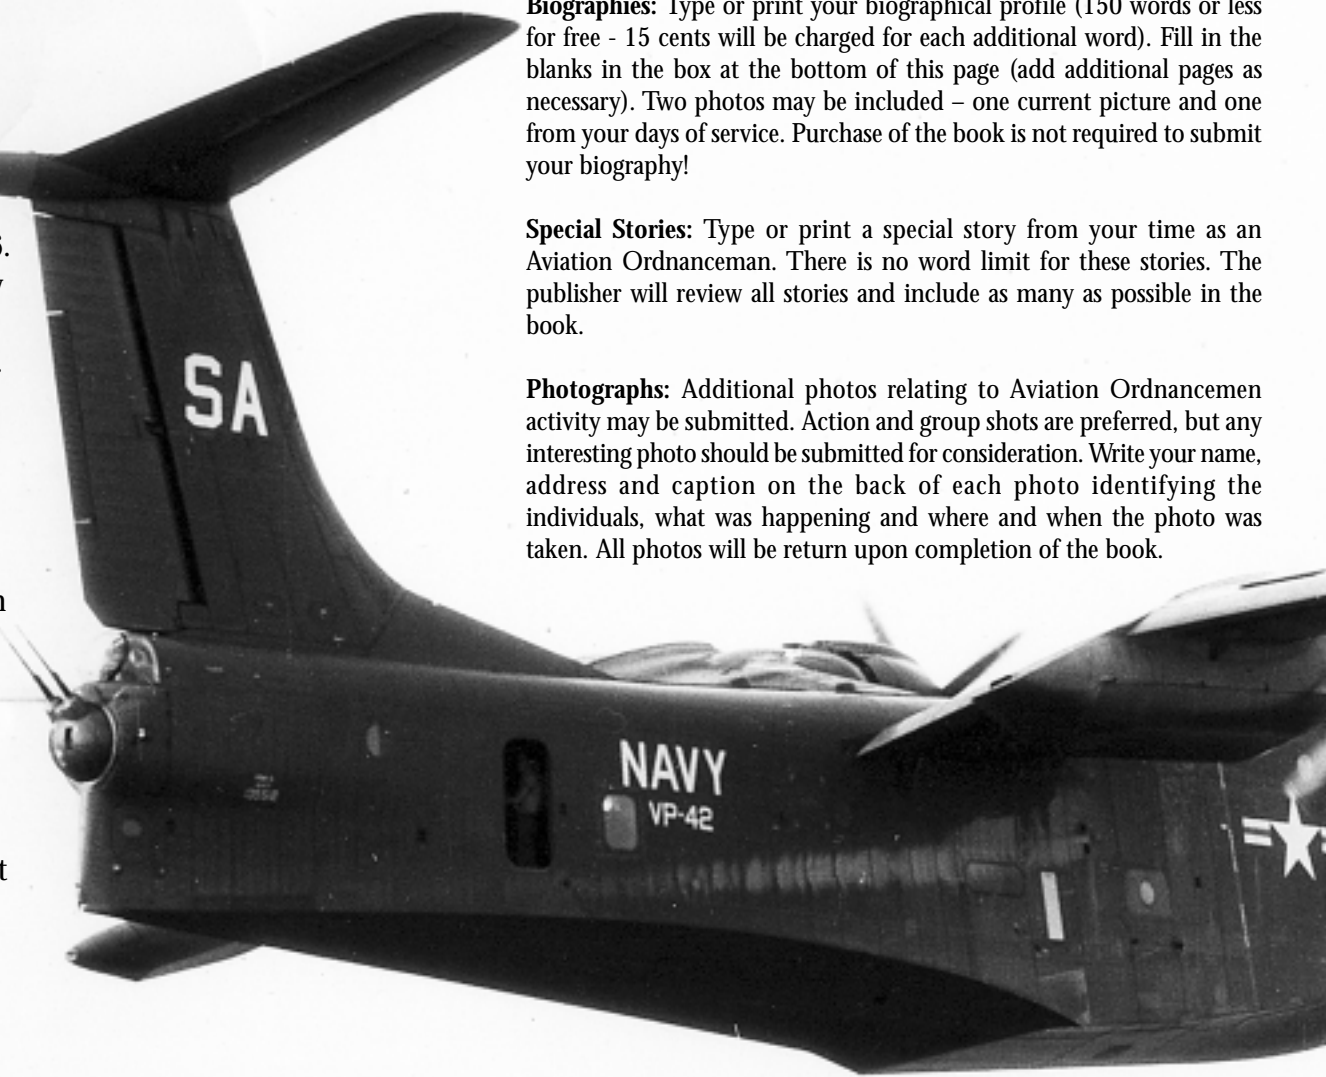 Biographies: Type or print your biographical profile (150 words or less
for free - 15 cents will be charged for each additional word). Fill in the
blanks in the box at the bottom of this page (add additional pages as
necessary). Two photos may be included – one current picture and one
from your days of service. Purchase of the book is not required to submit
your biography!
Special Stories: Type or print a special story from your time as an
Aviation Ordnanceman. There is no word limit for these stories. The
publisher will review all stories and include as many as possible in the
book.
Photographs: Additional photos relating to Aviation Ordnancemen
activity may be submitted. Action and group shots are preferred, but any
interesting photo should be submitted for consideration. Write your name,
address and caption on the back of each photo identifying the
individuals, what was happening and where and when the photo was
taken. All photos will be return upon completion of the book.
SA
NAVY
VP-42